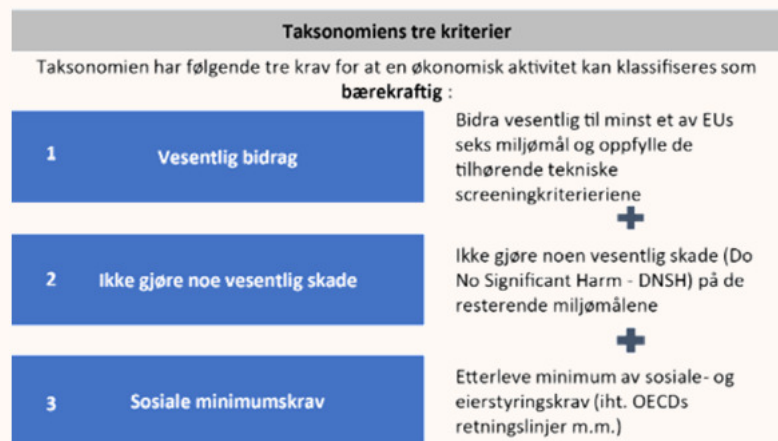 Taksonomiens tre kriterier
Taksonomien har følgende tre krav for at en økonomisk aktivitet kan klassifiseres som
bærekraftig :
1 Vesentlig bidrag
Bidra vesentlig til minst et av EUs
seks miljømål og oppfylle de
tilhørende tekniske
screeningkriterieriene
2 Ikke gjøre noe vesentlig skade
Ikke gjøre noen vesentlig skade (Do
No Significant Harm - DNSH) på de
resterende miljømålene
3 Sosiale minimumskrav
Etterleve minimum av sosiale- og
eierstyringskrav (iht. OECDs
retningslinjer m.m.)